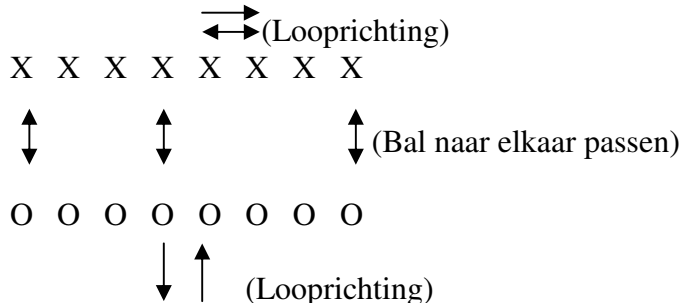 (Looprichting)
X X X X X X X X
(Bal naar elkaar passen)
O O O O O O O O
(Looprichting)